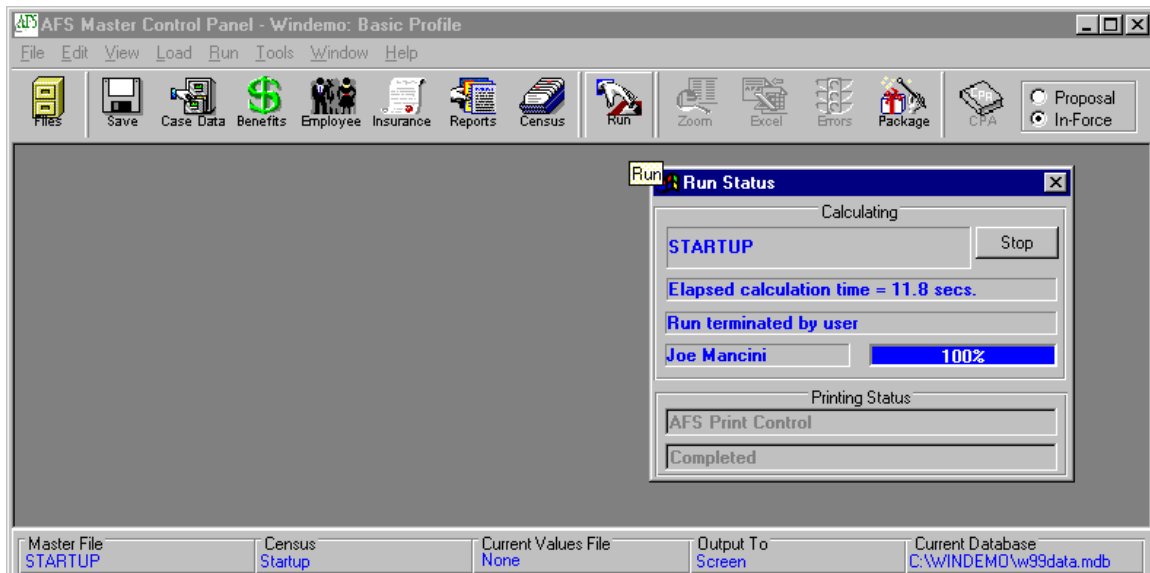 AFS AFS Master Control Panel - Windemo: Basic Profile
File Edit View Load Run Tools Window Help
Files Save Case Data Benefits Employee Insurance Reports Census Run Zoom Excel Errors Package CPA
Proposal
In-Force
Run
Run Status
Calculating
STARTUP
Stop
Elapsed calculation time = 11.8 secs.
Run terminated by user
Joe Mancini 100%
Printing Status
AFS Print Control
Completed
Master File Census Current Values File Output To Current Database
STARTUP Startup None Screen C:\WINDEMO\w99data.mdb